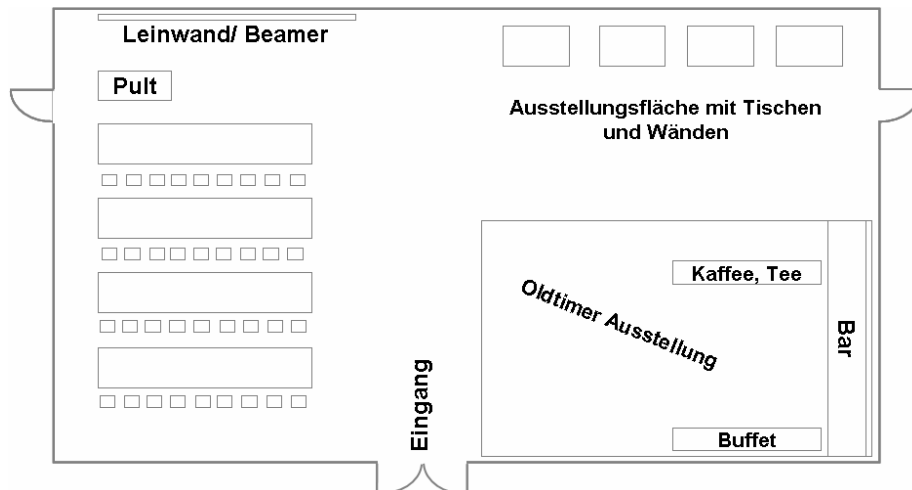 Leinwand/ Beamer
Pult
Ausstellungsfläche mit Tischen
und Wänden
Kaffee, Tee
Oldtimer Ausstellung
Bar
Eingang
Buffet